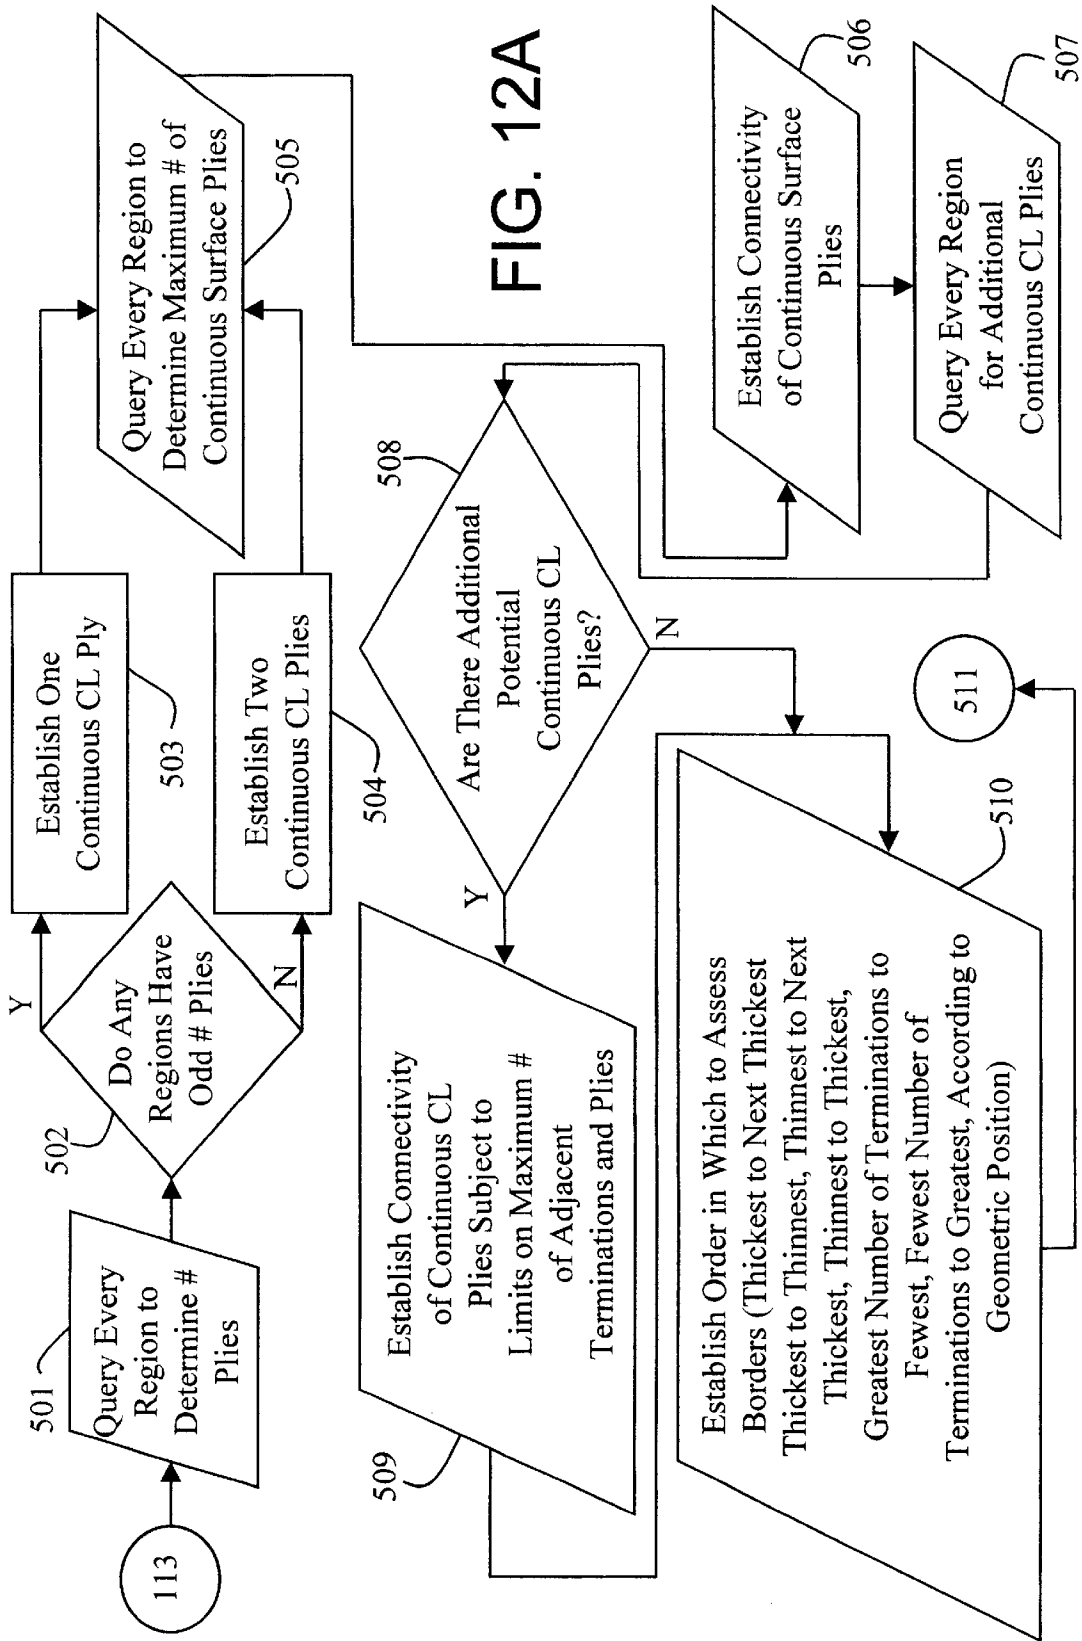 113
501
Query Every
Region to
Determine #
Plies
502
Do Any
Regions Have
Odd # Plies
Y
N
Establish One
Continuous CL Ply
503
Establish Two
Continuous CL Plies
504
Query Every Region to
Determine Maximum # of
Continuous Surface Plies
505
FIG. 12A
Establish Connectivity
of Continuous Surface
Plies
506
Query Every Region
for Additional
Continuous CL Plies
507
508
Are There Additional
Potential
Continuous CL
Plies?
Y
N
Establish Connectivity
of Continuous CL
Plies Subject to
Limits on Maximum #
of Adjacent
Terminations and Plies
509
Establish Order in Which to Assess
Borders (Thickest to Next Thickest
Thickest to Thinnest, Thinnest to Next
Thickest, Thinnest to Thickest,
Greatest Number of Terminations to
Fewest, Fewest Number of
Terminations to Greatest, According to
Geometric Position)
510
511